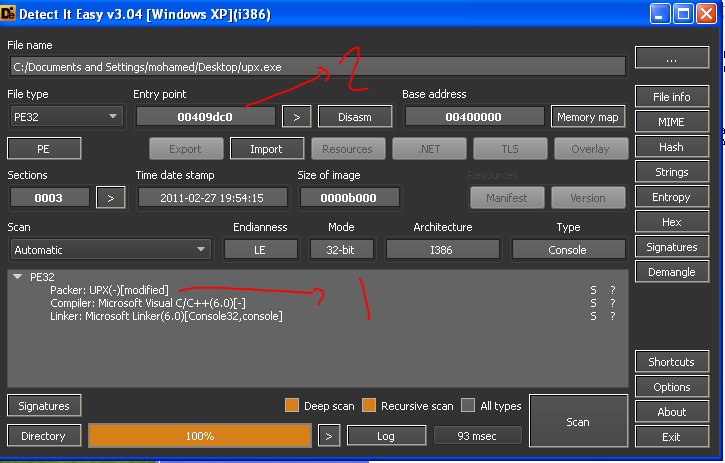 Detect It Easy v3.04 [Windows XP](i386)
File name
C:/Documents and Settings/mohamed/Desktop/upx.exe
...
File type Entry point Base address
PE32 00409dc0 > Disasm 00400000 Memory map
File info
PE Export Import Resources .NET TLS Overlay
MIME
Hash
Sections Time date stamp Size of image Resources
Strings
0003 > 2011-02-27 19:54:15 0000b000 Manifest Version
Entropy
Hex
Scan Endianness Mode Architecture Type
Automatic LE 32-bit I386 Console
Signatures
Demangle
PE32
Packer: UPX(-)[modified] S ?
Compiler: Microsoft Visual C/C++(6.0)[-] S ?
Linker: Microsoft Linker(6.0)[Console32,console] S ?
2
1
Shortcuts
Options
Signatures Deep scan Recursive scan All types Scan
About
Directory 100% > Log 93 msec
Exit